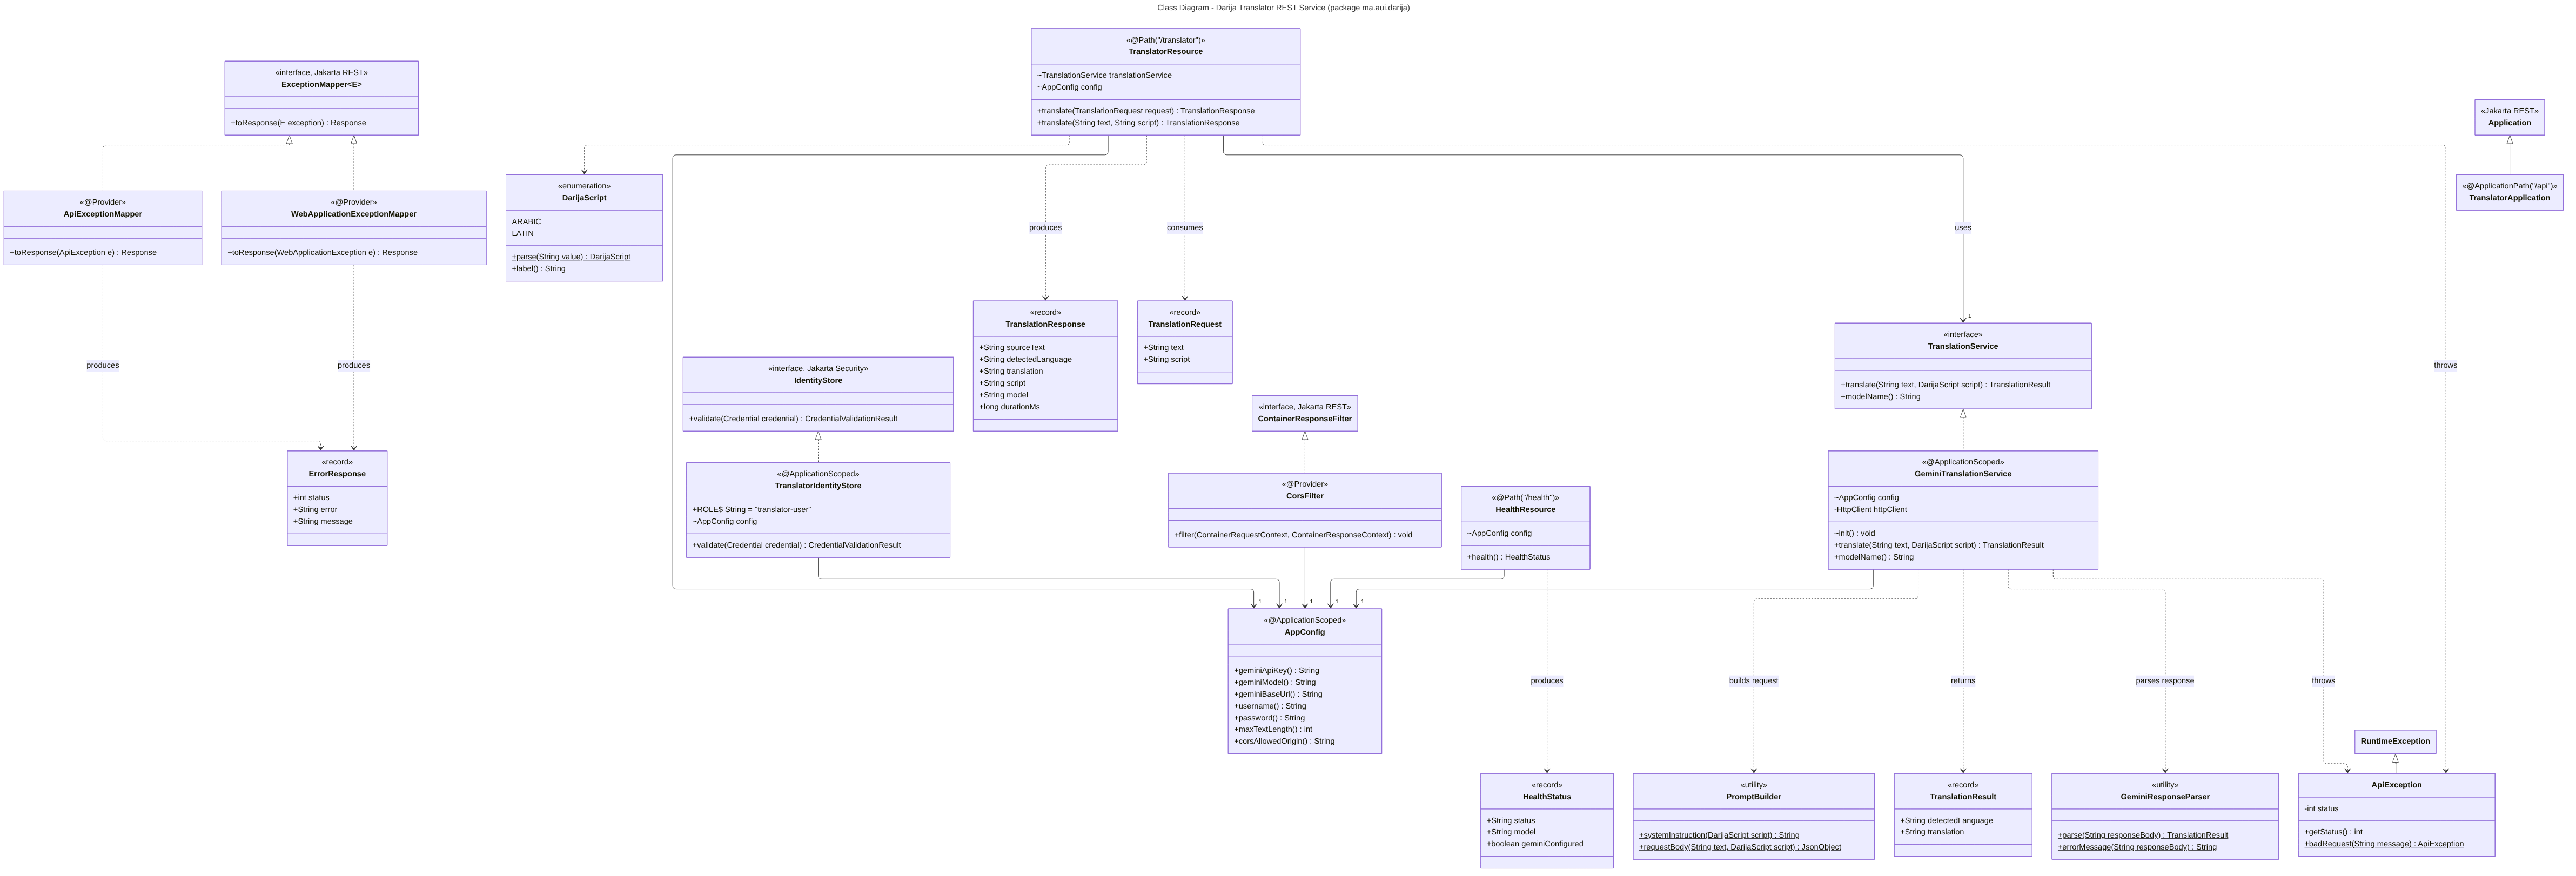 Class Diagram - Darija Translator REST Service (package ma.aui.darija)
«@Path("/translator")»
TranslatorResource
~TranslationService translationService
~AppConfig config
+translate(TranslationRequest request) : TranslationResponse
+translate(String text, String script) : TranslationResponse
«interface, Jakarta REST»
ExceptionMapper<E>
+toResponse(E exception) : Response
«Jakarta REST»
Application
«@Provider»
ApiExceptionMapper
+toResponse(ApiException e) : Response
«@Provider»
WebApplicationExceptionMapper
+toResponse(WebApplicationException e) : Response
«enumeration»
DarijaScript
ARABIC
LATIN
+parse(String value) : DarijaScript
+label() : String
«@ApplicationPath("/api")»
TranslatorApplication
produces
consumes
uses
«record»
TranslationResponse
+String sourceText
+String detectedLanguage
+String translation
+String script
+String model
+long durationMs
«record»
TranslationRequest
+String text
+String script
1
«interface»
TranslationService
+translate(String text, DarijaScript script) : TranslationResult
+modelName() : String
produces
produces
throws
«interface, Jakarta Security»
IdentityStore
+validate(Credential credential) : CredentialValidationResult
«interface, Jakarta REST»
ContainerResponseFilter
«record»
ErrorResponse
+int status
+String error
+String message
«@ApplicationScoped»
TranslatorIdentityStore
+ROLE$ String = "translator-user"
~AppConfig config
+validate(Credential credential) : CredentialValidationResult
«@Provider»
CorsFilter
+filter(ContainerRequestContext, ContainerResponseContext) : void
«@Path("/health")»
HealthResource
~AppConfig config
+health() : HealthStatus
«@ApplicationScoped»
GeminiTranslationService
~AppConfig config
-HttpClient httpClient
~init() : void
+translate(String text, DarijaScript script) : TranslationResult
+modelName() : String
1
1
1
1
1
«@ApplicationScoped»
AppConfig
+geminiApiKey() : String
+geminiModel() : String
+geminiBaseUrl() : String
+username() : String
+password() : String
+maxTextLength() : int
+corsAllowedOrigin() : String
produces
builds request
returns
parses response
throws
RuntimeException
«record»
HealthStatus
+String status
+String model
+boolean geminiConfigured
«utility»
PromptBuilder
+systemInstruction(DarijaScript script) : String
+requestBody(String text, DarijaScript script) : JsonObject
«record»
TranslationResult
+String detectedLanguage
+String translation
«utility»
GeminiResponseParser
+parse(String responseBody) : TranslationResult
+errorMessage(String responseBody) : String
ApiException
-int status
+getStatus() : int
+badRequest(String message) : ApiException